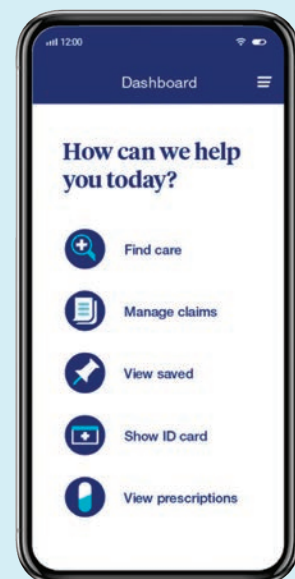 12:00
Dashboard
How can we help
you today?
Find care
Manage claims
View saved
Show ID card
View prescriptions